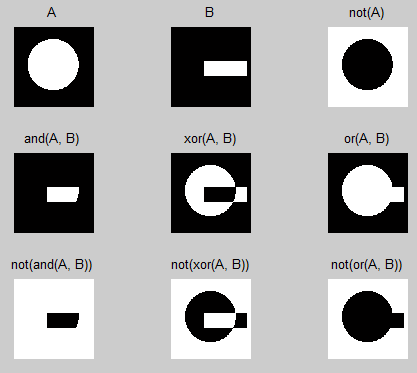 A
B
not(A)
and(A, B)
xor(A, B)
or(A, B)
not(and(A, B))
not(xor(A, B))
not(or(A, B))